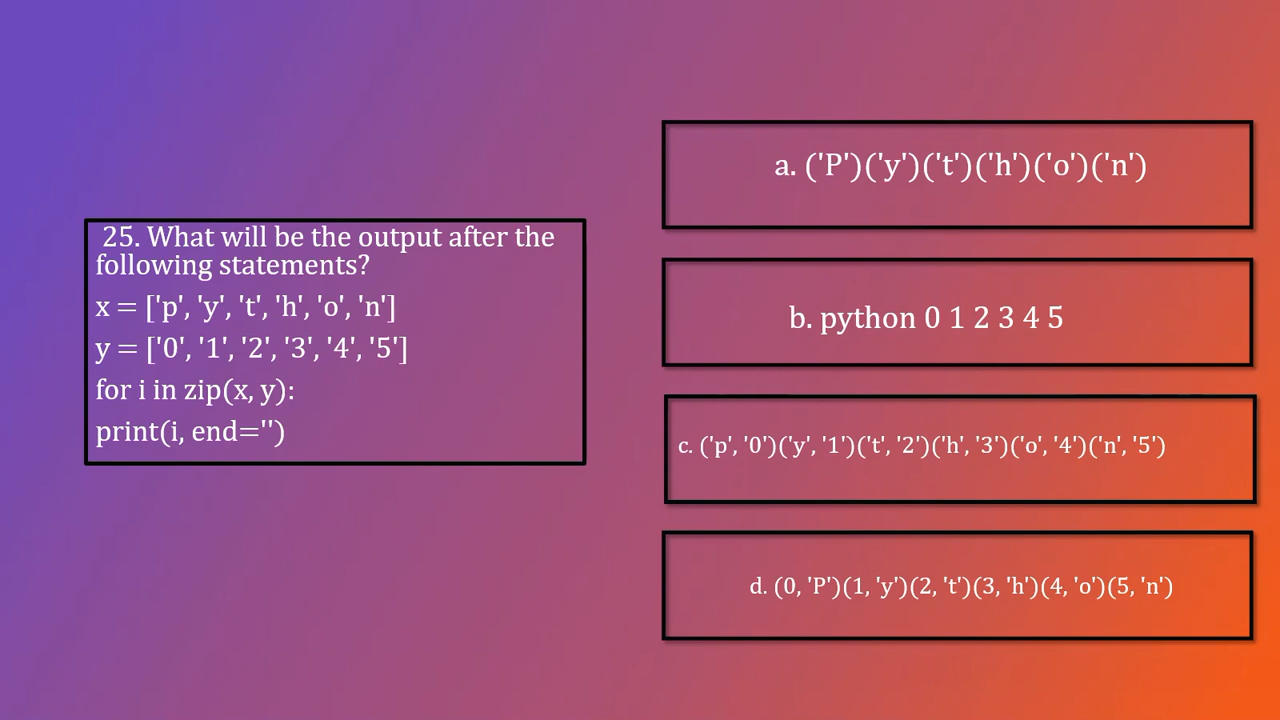 25. What will be the output after the
following statements?
x = ['p', 'y', 't', 'h', 'o', 'n']
y = ['0', '1', '2', '3', '4', '5']
for i in zip(x, y):
print(i, end='')
a. ('P')('y')('t')('h')('o')('n')
b. python 0 1 2 3 4 5
c. ('p', '0')('y', '1')('t', '2')('h', '3')('o', '4')('n', '5')
d. (0, 'P')(1, 'y')(2, 't')(3, 'h')(4, 'o')(5, 'n')